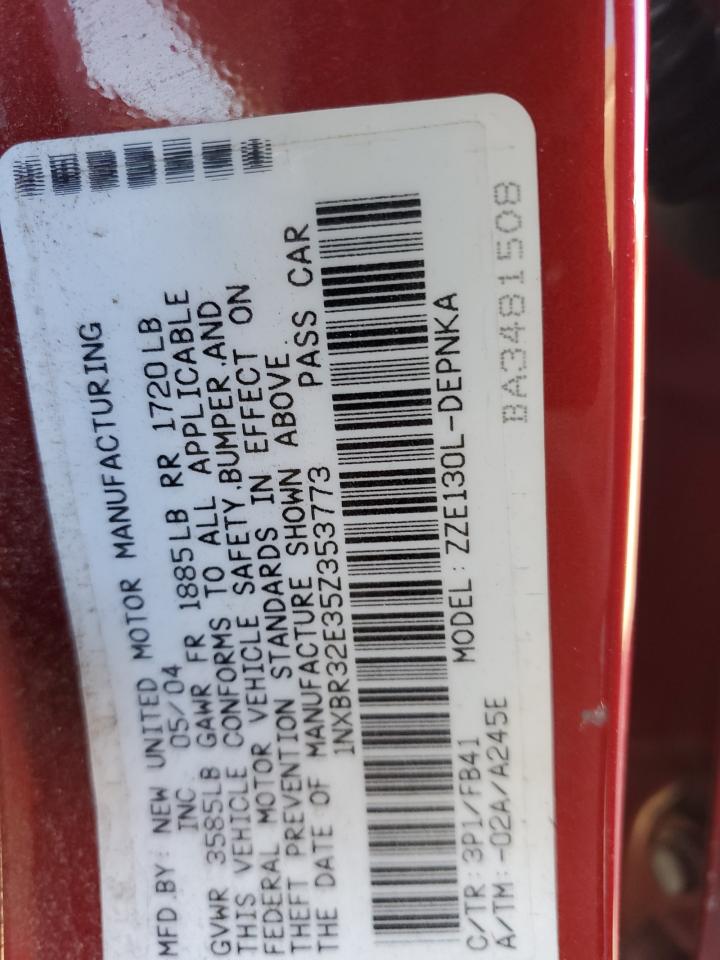 MFD.BY: NEW UNITED MOTOR MANUFACTURING
INC. 05/04
GVWR 3585LB GAWR FR 1885LB RR 1720LB
THIS VEHICLE CONFORMS TO ALL APPLICABLE
FEDERAL MOTOR VEHICLE SAFETY,BUMPER,AND
THEFT PREVENTION STANDARDS IN EFFECT ON
THE DATE OF MANUFACTURE SHOWN ABOVE.
1NXBR32E35Z353773 PASS CAR
C/TR:3P1/FB41 MODEL:ZZE130L-DEPNKA
A/TM:-02A/A245E
BA3481508